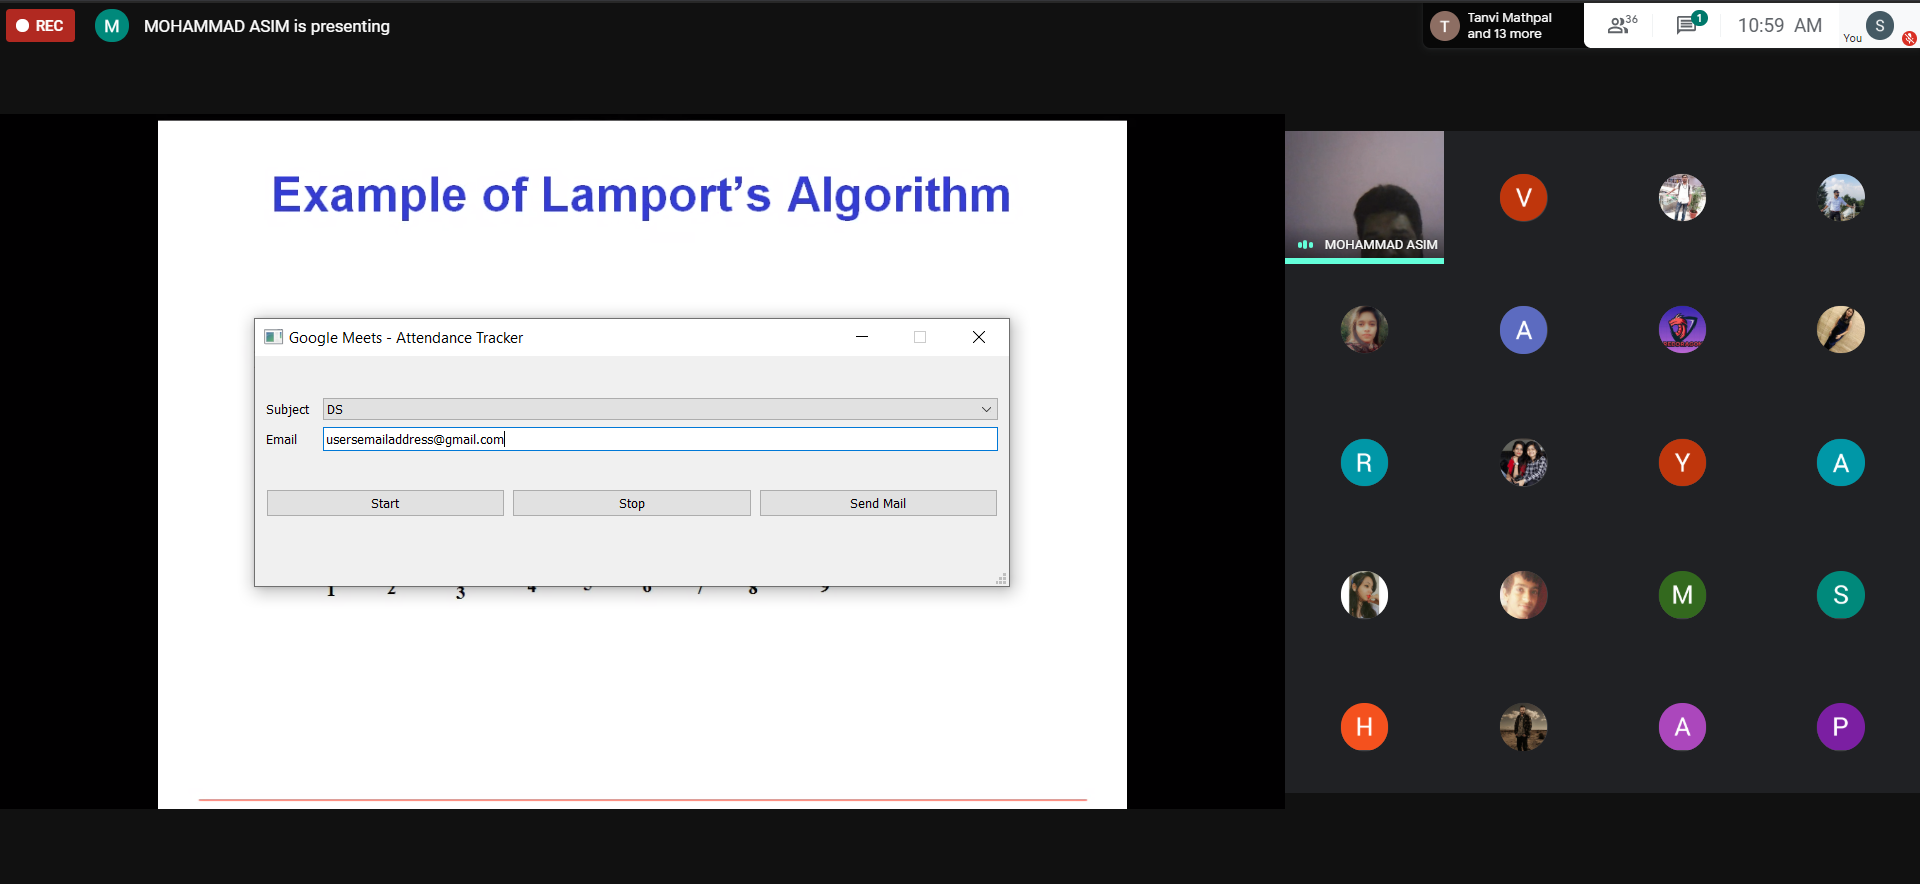 REC
M
MOHAMMAD ASIM is presenting
T
Tanvi Mathpal
and 13 more
36
1
10:59 AM
You
S
Example of Lamport's Algorithm
Google Meets - Attendance Tracker
Subject
DS
Email
usersemailaddress@gmail.com
Start
Stop
Send Mail
1 2 3 4 5 6 7 8 9
MOHAMMAD ASIM
V
A
R
Y
A
M
S
H
A
P